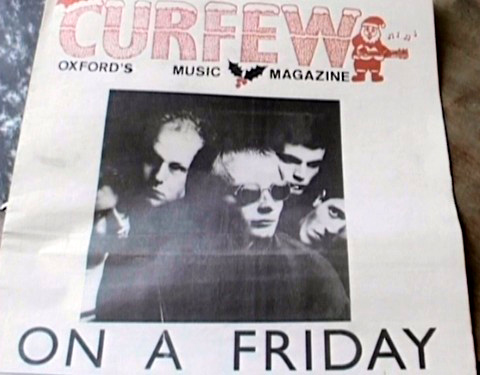 CURFEW
OXFORD'S MUSIC MAGAZINE
ON A FRIDAY